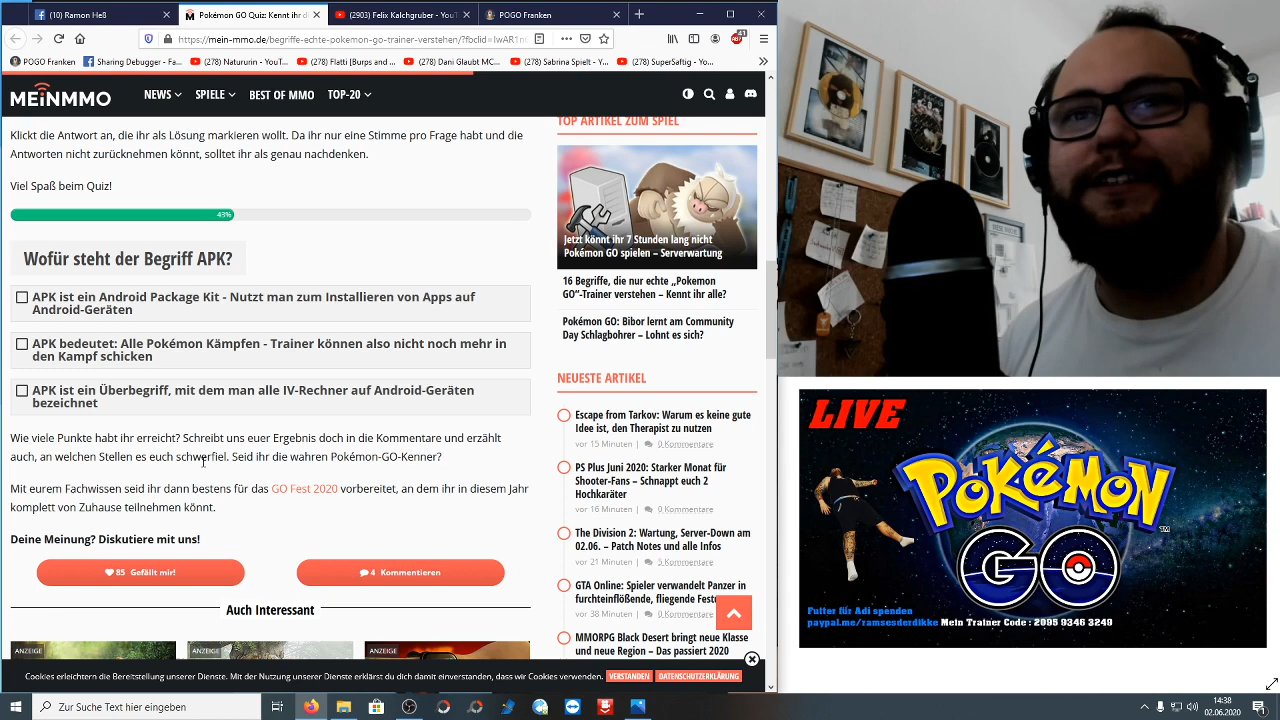 Ramon Heß
Pokémon GO Quiz: Kennt ihr di
(2903) Felix Kalchgruber - YouT
POGO Franken
https://mein-mmo.de/begriffe-echte-pokemon-go-trainer-verstehen/?fbclid=IwAR1n
41
POGO Franken
Sharing Debugger - Fa...
(278) Natururin - YouT...
(278) Flatti [Burps and ...
(278) Dani Glaubt MC...
(278) Sabrina Spielt - Y...
(278) SuperSaftig - Yo...
MEINMMO
NEWS
SPIELE
BEST OF MMO
TOP-20
Klickt die Antwort an, die ihr als Lösung markieren wollt. Da ihr nur eine Stimme pro Frage habt und die
Antworten nicht zurücknehmen könnt, solltet ihr als genau nachdenken.
Viel Spaß beim Quiz!
43%
Wofür steht der Begriff APK?
APK ist ein Android Package Kit - Nutzt man zum Installieren von Apps auf
Android-Geräten
APK bedeutet: Alle Pokémon Kämpfen - Trainer können also nicht noch mehr in
den Kampf schicken
APK ist ein Überbegriff, mit dem man alle IV-Rechner auf Android-Geräten
bezeichnet
Wie viele Punkte habt ihr erreicht? Schreibt uns euer Ergebnis doch in die Kommentare und erzählt
auch, an welchen Stellen es euch schwerfiel. Seid ihr die wahren Pokémon-GO-Kenner?
Mit eurem Fachwissen seid ihr dann bestens für das GO Fest 2020 vorbereitet, an dem ihr in diesem Jahr
komplett von Zuhause teilnehmen könnt.
Deine Meinung? Diskutiere mit uns!
85 Gefällt mir!
4 Kommentieren
Auch Interessant
ANZEIGE
ANZEIGE
ANZEIGE
TOP ARTIKEL ZUM SPIEL
Jetzt könnt ihr 7 Stunden lang nicht
Pokémon GO spielen – Serverwartung
16 Begriffe, die nur echte „Pokemon
GO“-Trainer verstehen – Kennt ihr alle?
Pokémon GO: Bibor lernt am Community
Day Schlagbohrer – Lohnt es sich?
NEUESTE ARTIKEL
Escape from Tarkov: Warum es keine gute
Idee ist, den Therapist zu nutzen
vor 15 Minuten | 0 Kommentare
PS Plus Juni 2020: Starker Monat für
Shooter-Fans – Schnappt euch 2
Hochkaräter
vor 16 Minuten | 0 Kommentare
The Division 2: Wartung, Server-Down am
02.06. – Patch Notes und alle Infos
vor 21 Minuten | 5 Kommentare
GTA Online: Spieler verwandelt Panzer in
furchteinflößende, fliegende
vor 38 Minuten | 0 Kommentare
MMORPG Black Desert bringt neue Klasse
und neue Region – Das passiert 2020
Cookies erleichtern die Bereitstellung unserer Dienste. Mit der Nutzung unserer Dienste erklärst du dich damit einverstanden, dass wir Cookies verwenden.
VERSTANDEN
DATENSCHUTZERKLÄRUNG
LIVE
POKéMON
GO
TM
Futter für Adi spenden
paypal.me/ramsesderdikke Mein Trainer Code : 2095 9346 3249
Zur Suche Text hier eingeben
14:38
02.06.2020
1